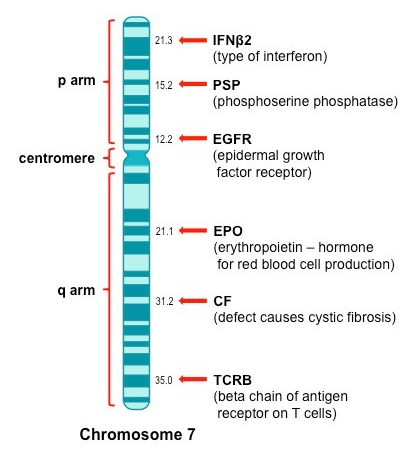 21.3 IFNβ2
(type of interferon)
p arm
15.2 PSP
(phosphoserine phosphatase)
12.2 EGFR
(epidermal growth
factor receptor)
centromere
21.1 EPO
(erythropoietin – hormone
for red blood cell production)
q arm
31.2 CF
(defect causes cystic fibrosis)
35.0 TCRB
(beta chain of antigen
receptor on T cells)
Chromosome 7